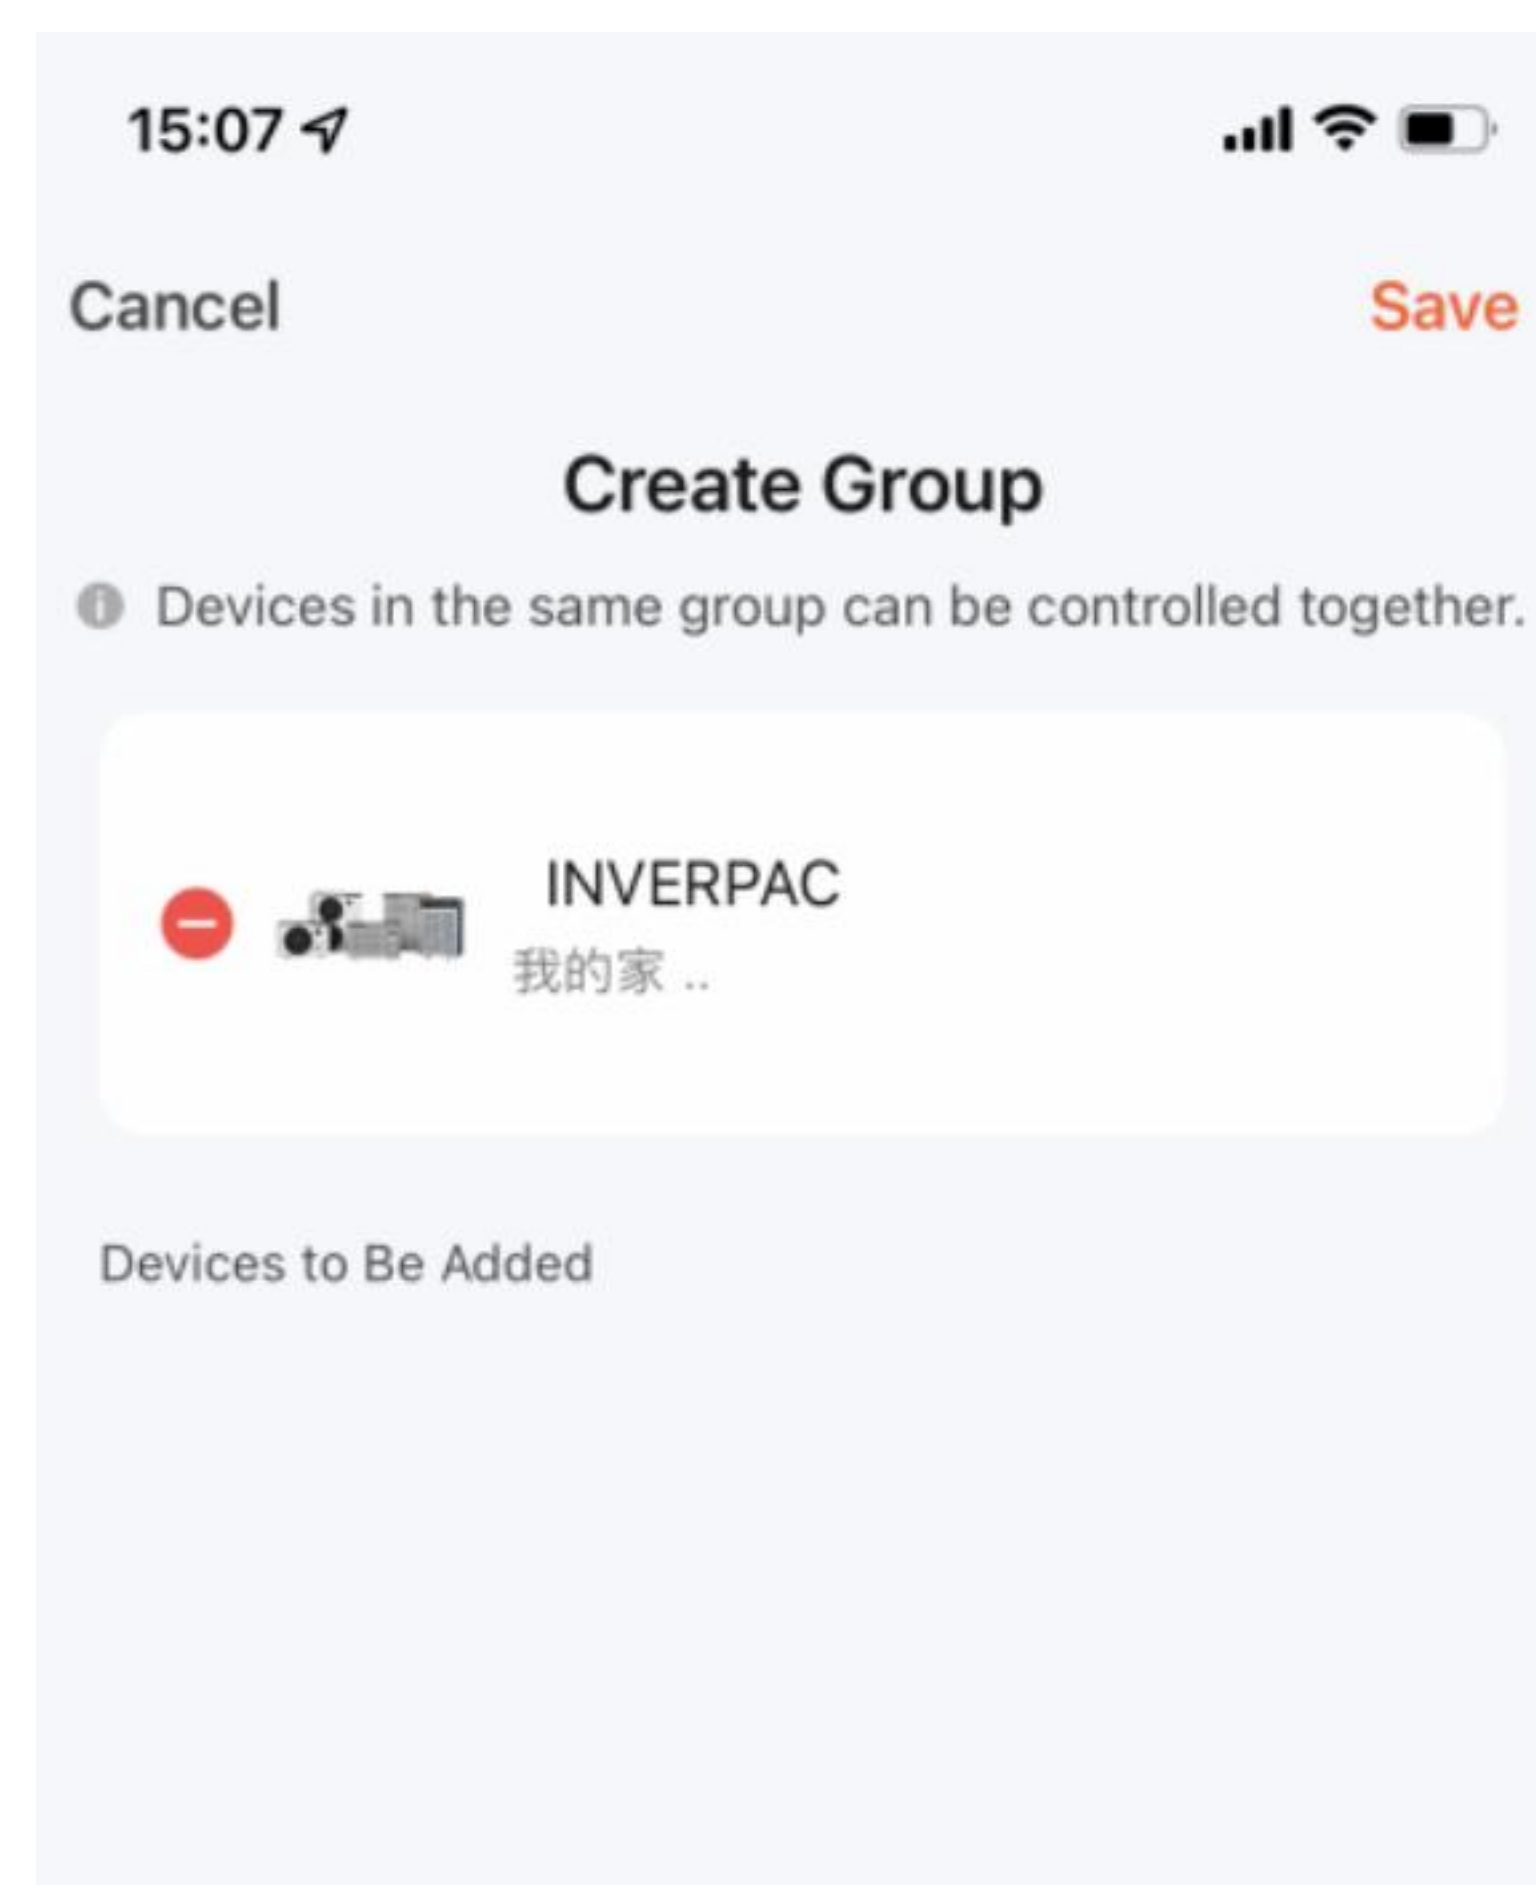 15:07
Cancel
Save
Create Group
Devices in the same group can be controlled together.
INVERPAC
我的家 ..
Devices to Be Added